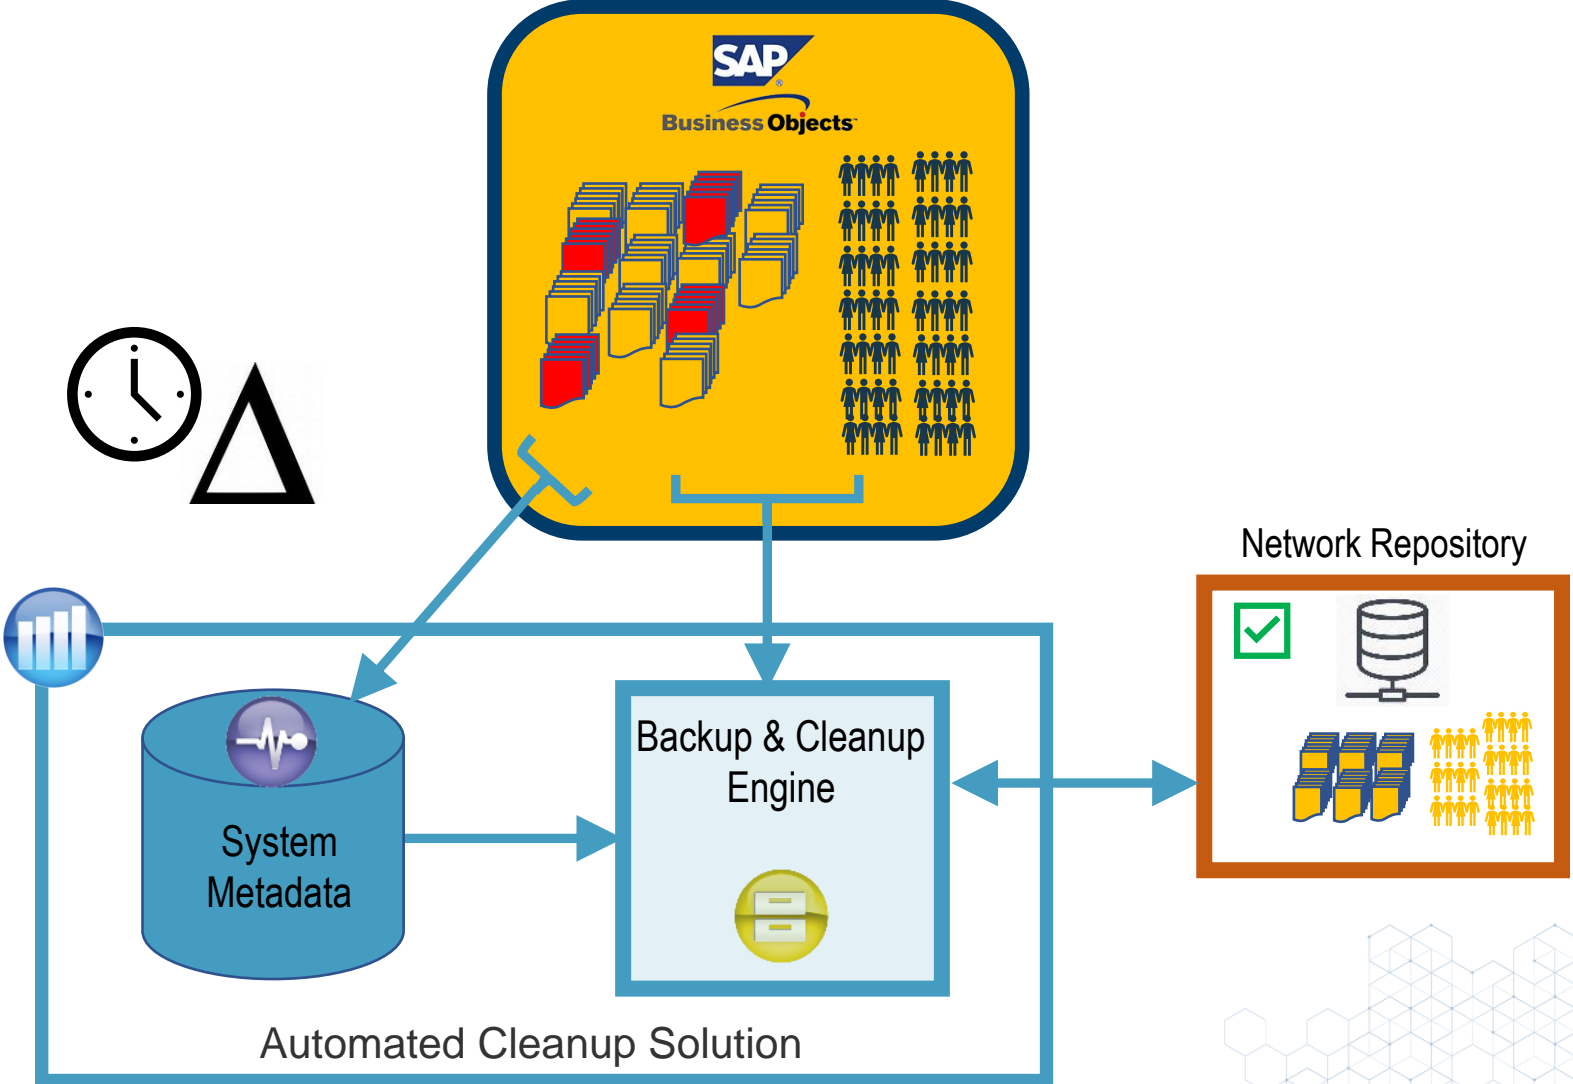 SAP
Business Objects
Network Repository
Backup & Cleanup
Engine
System
Metadata
Automated Cleanup Solution